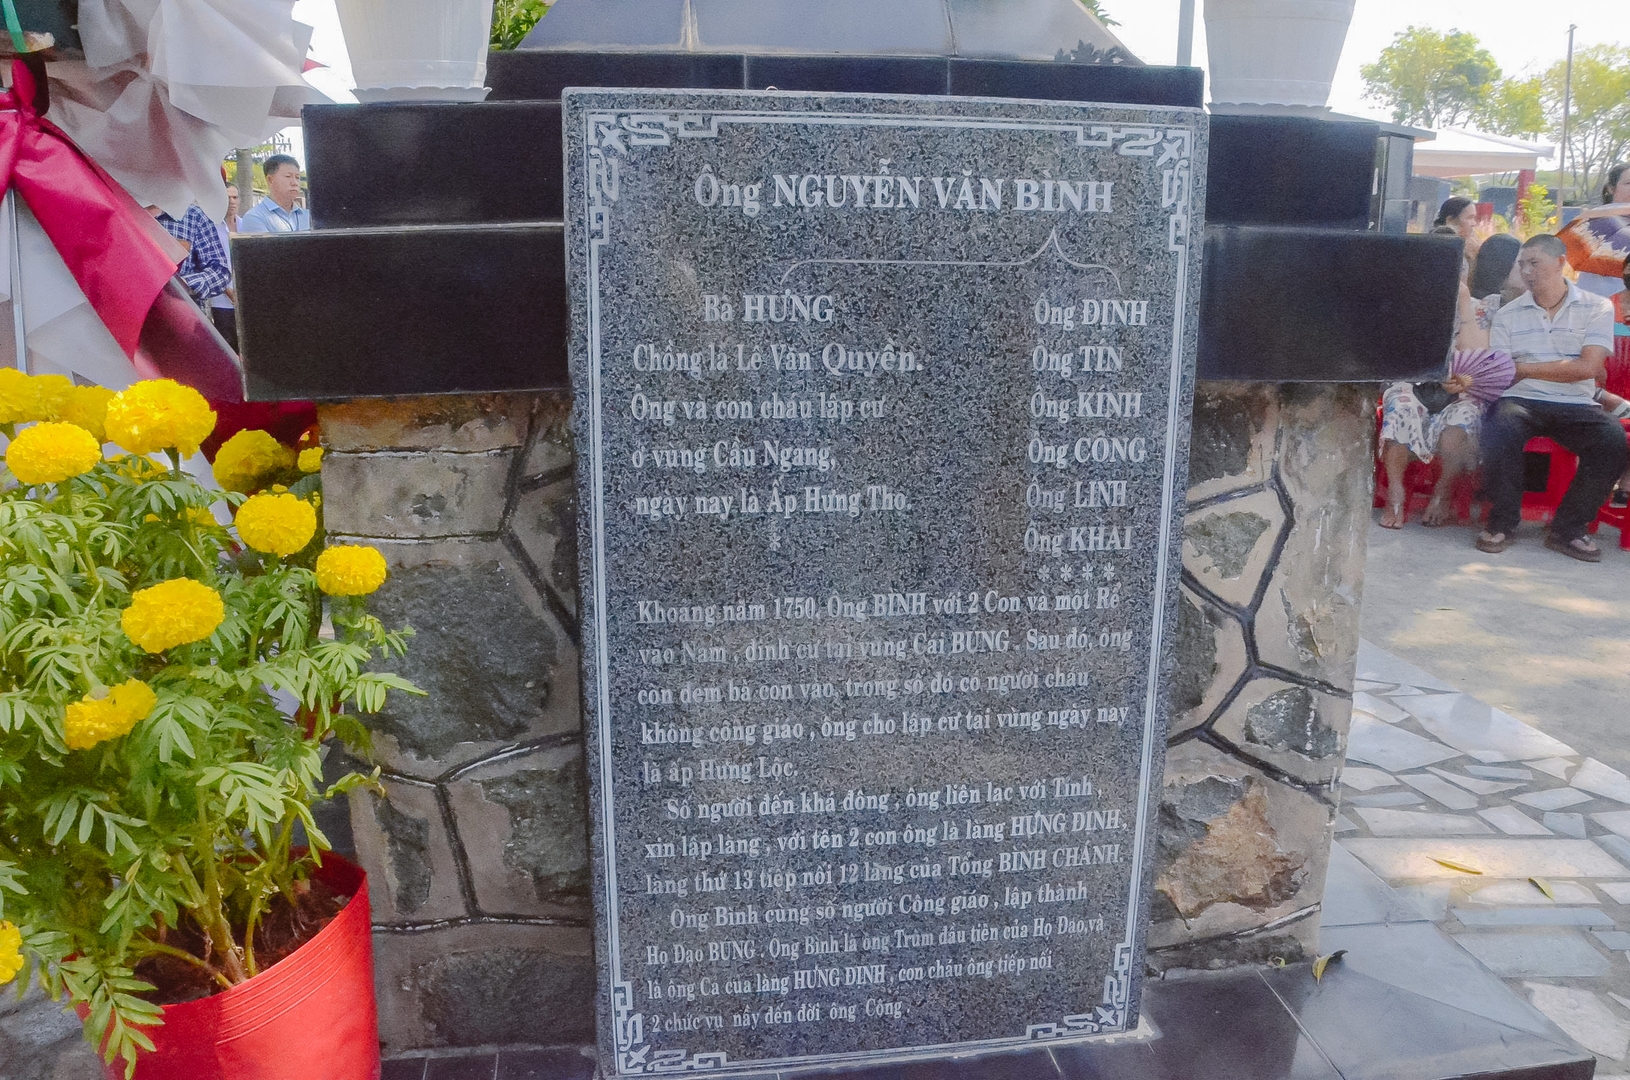 Ông NGUYỄN VĂN BÌNH
Bà HƯNG
Ông ĐỊNH
Chồng là Lê Văn Quyền.
Ông TÍN
Ông và con cháu lập cư
Ông KÍNH
ở vùng Cầu Ngang,
Ông CÔNG
ngày nay là Ấp Hưng Thọ.
Ông LINH
*
Ông KHAI
* * * *
Khoảng năm 1750, Ông BÌNH với 2 Con và một Rể
vào Nam , định cư tại vùng Cái BUNG . Sau đó, ông
còn đem bà con vào, trong số đó có người cháu
không công giáo , ông cho lập cư tại vùng ngày nay
là ấp Hưng Lộc.
Số người đến khá đông , ông liên lạc với Tỉnh ,
xin lập làng , với tên 2 con ông là làng HƯNG ĐỊNH,
làng thứ 13 tiếp nối 12 làng của Tổng BÌNH CHÁNH.
Ông Bình cùng số người Công giáo , lập thành
Họ Đạo BUNG . Ông Bình là ông Trùm đầu tiên của Họ Đạo,và
là ông Cả của làng HƯNG ĐỊNH , con cháu ông tiếp nối
2 chức vụ nầy đến đời ông Công .